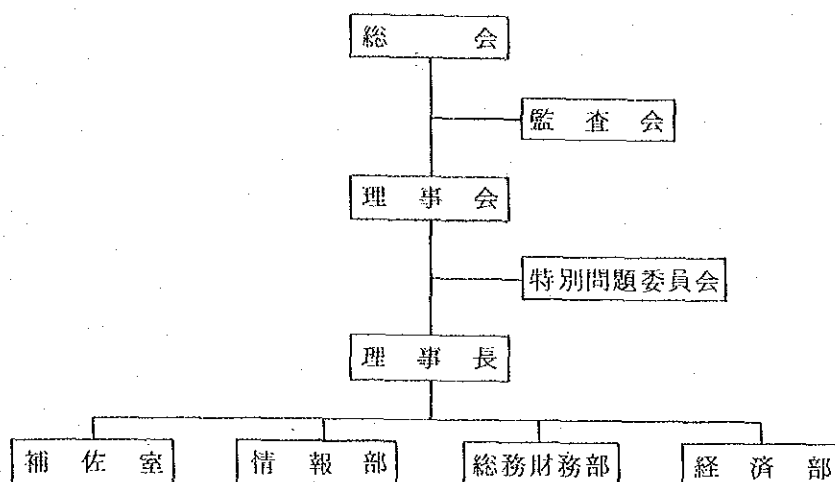 総会
監査会
理事会
特別問題委員会
理事長
補佐室
情報部
総務財務部
経済部